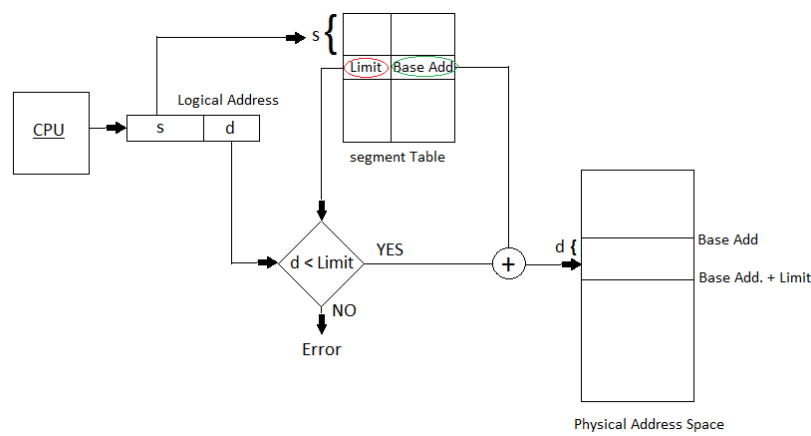 s {
Limit
Base Add
Logical Address
CPU
s
d
segment Table
d < Limit
YES
+
d {
Base Add
Base Add. + Limit
NO
Error
Physical Address Space